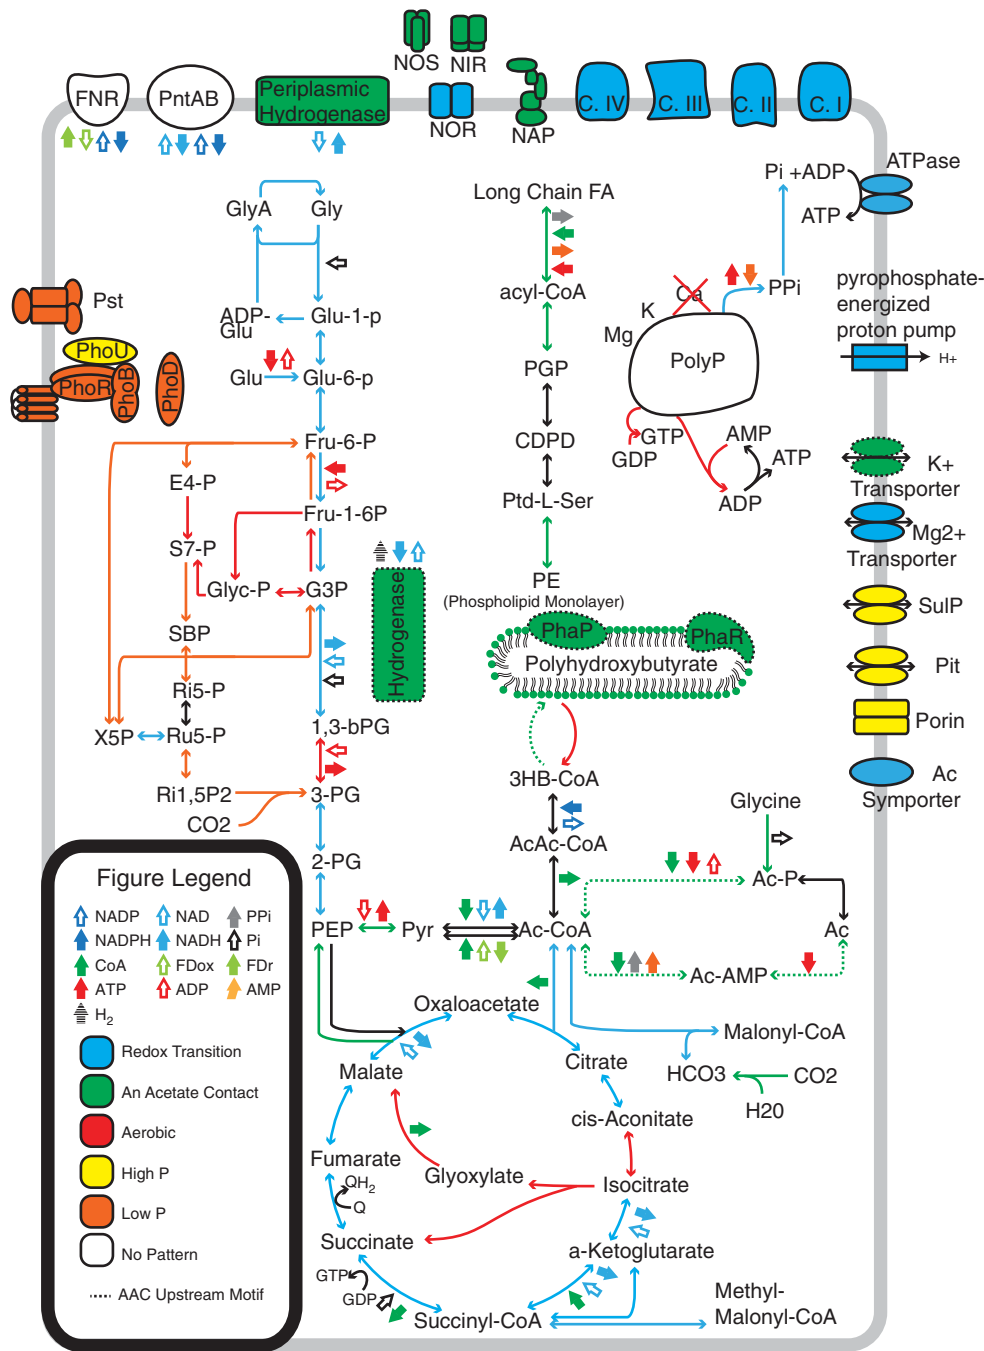 NOS
NIR
FNR
PntAB
Periplasmic
Hydrogenase
NOR
NAP
C. IV
C. III
C. II
C. I
ATPase
Pi +ADP
ATP
PPi
pyrophosphate-
energized
proton pump
H+
Long Chain FA
acyl-CoA
PGP
CDPD
Ptd-L-Ser
PE
(Phospholipid Monolayer)
PhaP
PhaR
Polyhydroxybutyrate
3HB-CoA
AcAc-CoA
Ac-CoA
GlyA
Gly
ADP-
Glu
Glu-1-p
Glu
Glu-6-p
Fru-6-P
E4-P
Fru-1-6P
S7-P
Glyc-P
G3P
SBP
Ri5-P
X5P
Ru5-P
1,3-bPG
Ri1,5P2
3-PG
CO2
2-PG
PEP
Pyr
Hydrogenase
Pst
PhoU
PhoR
PhoB
PhoD
Ca
K
Mg
PolyP
GTP
GDP
AMP
ATP
ADP
K+
Transporter
Mg2+
Transporter
SulP
Pit
Porin
Ac
Symporter
Glycine
Ac-P
Ac
Ac-AMP
Oxaloacetate
Malonyl-CoA
HCO3
CO2
H20
Citrate
cis-Aconitate
Isocitrate
a-Ketoglutarate
Methyl-
Malonyl-CoA
Succinyl-CoA
GTP
GDP
Succinate
QH2
Q
Fumarate
Malate
Glyoxylate
Figure Legend
NADP
NAD
PPi
NADPH
NADH
Pi
CoA
FDox
FDr
ATP
ADP
AMP
H2
Redox Transition
An Acetate Contact
Aerobic
High P
Low P
No Pattern
AAC Upstream Motif